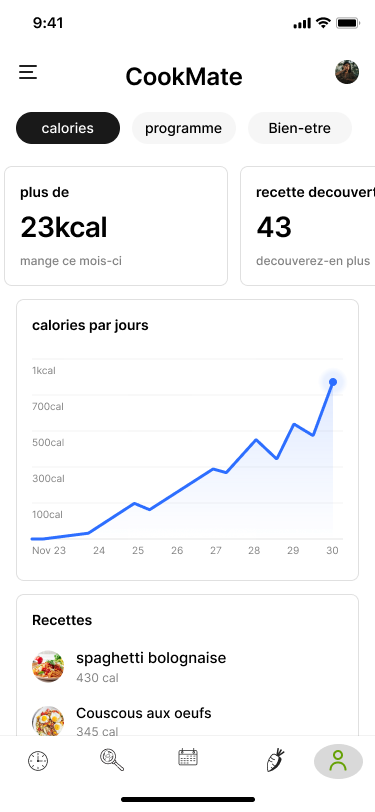 9:41
CookMate
calories
programme
Bien-etre
plus de
23kcal
mange ce mois-ci
recette decouvert
43
decouverez-en plus
calories par jours
1kcal
700cal
500cal
300cal
100cal
Nov 23 24 25 26 27 28 29 30
Recettes
spaghetti bolognaise
430 cal
Couscous aux oeufs
345 cal